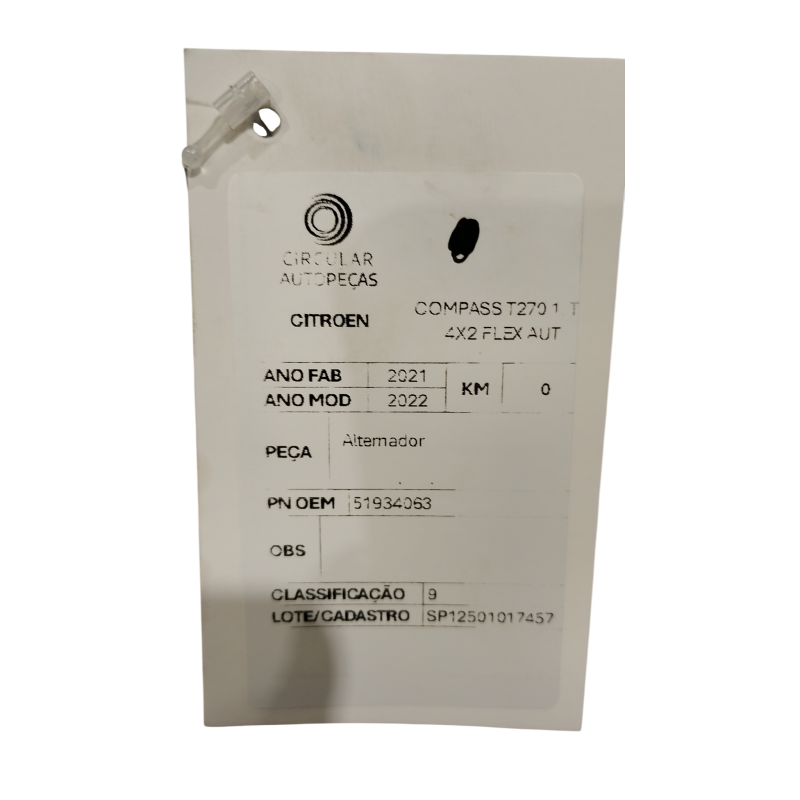 CIRCULAR
AUTOPEÇAS
CITROEN
COMPASS T270
4X2 FLEX AUT
ANO FAB 2021
ANO MOD 2022
KM 0
PEÇA Alternador
PN OEM 51934063
OBS
CLASSIFICAÇÃO 9
LOTE/CADASTRO SP12501017457